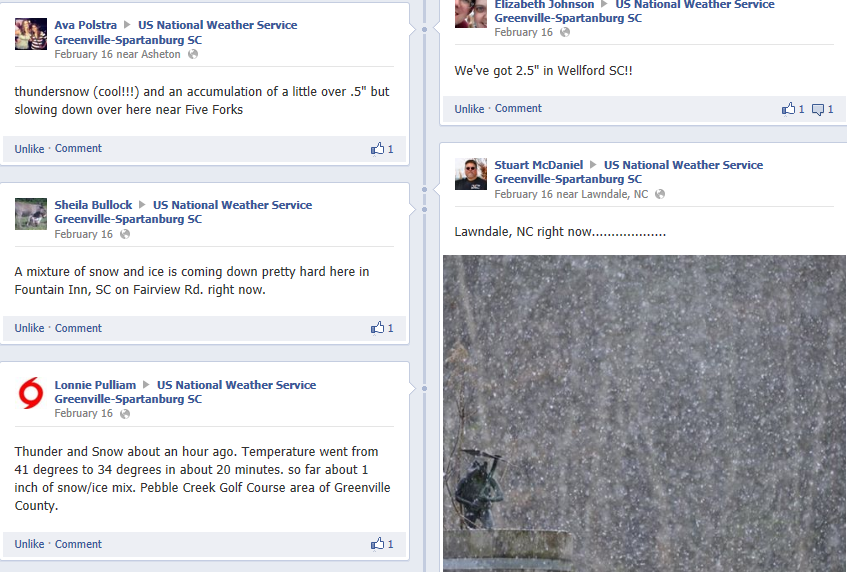 Ava Polstra ▶ US National Weather Service
Greenville-Spartanburg SC
February 16 near Asheton
thundersnow (cool!!!) and an accumulation of a little over .5" but
slowing down over here near Five Forks
Unlike · Comment 1
Sheila Bullock ▶ US National Weather Service
Greenville-Spartanburg SC
February 16
A mixture of snow and ice is coming down pretty hard here in
Fountain Inn, SC on Fairview Rd. right now.
Unlike · Comment 1
Lonnie Pulliam ▶ US National Weather Service
Greenville-Spartanburg SC
February 16
Thunder and Snow about an hour ago. Temperature went from
41 degrees to 34 degrees in about 20 minutes. so far about 1
inch of snow/ice mix. Pebble Creek Golf Course area of Greenville
County.
Unlike · Comment 1
Elizabeth Johnson ▶ US National Weather Service
Greenville-Spartanburg SC
February 16
We've got 2.5" in Wellford SC!!
Unlike · Comment 1 1
Stuart McDaniel ▶ US National Weather Service
Greenville-Spartanburg SC
February 16 near Lawndale, NC
Lawndale, NC right now...................